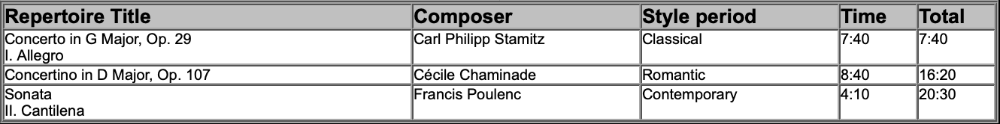 Repertoire Title Composer Style period Time Total
Concerto in G Major, Op. 29 Carl Philipp Stamitz Classical 7:40 7:40
I. Allegro
Concertino in D Major, Op. 107 Cécile Chaminade Romantic 8:40 16:20
Sonata Francis Poulenc Contemporary 4:10 20:30
II. Cantilena